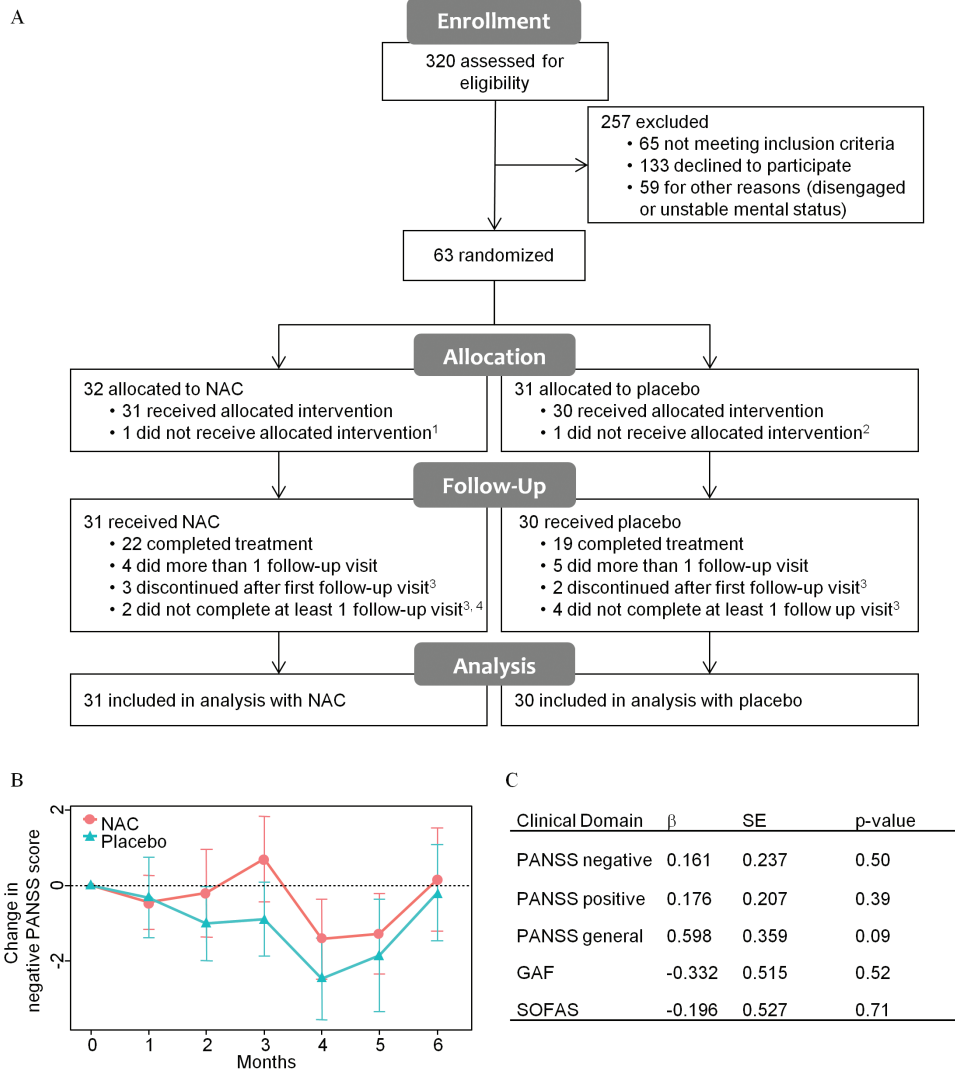 A
Enrollment
320 assessed for
eligibility
257 excluded
• 65 not meeting inclusion criteria
• 133 declined to participate
• 59 for other reasons (disengaged
or unstable mental status)
63 randomized
Allocation
32 allocated to NAC
• 31 received allocated intervention
• 1 did not receive allocated intervention1
31 allocated to placebo
• 30 received allocated intervention
• 1 did not receive allocated intervention2
Follow-Up
31 received NAC
• 22 completed treatment
• 4 did more than 1 follow-up visit
• 3 discontinued after first follow-up visit3
• 2 did not complete at least 1 follow-up visit3, 4
30 received placebo
• 19 completed treatment
• 5 did more than 1 follow-up visit
• 2 discontinued after first follow-up visit3
• 4 did not complete at least 1 follow up visit3
Analysis
31 included in analysis with NAC
30 included in analysis with placebo
B
Change in
negative PANSS score
2
0
-2
NAC
Placebo
0 1 2 3 4 5 6
Months
C
Clinical Domain β SE p-value
PANSS negative 0.161 0.237 0.50
PANSS positive 0.176 0.207 0.39
PANSS general 0.598 0.359 0.09
GAF -0.332 0.515 0.52
SOFAS -0.196 0.527 0.71